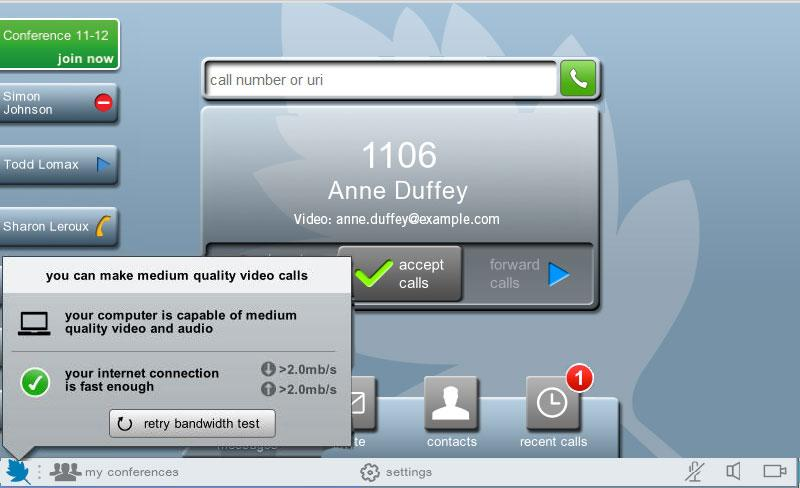 Conference 11-12
join now
Simon
Johnson
Todd Lomax
Sharon Leroux
call number or uri
1106
Anne Duffey
Video: anne.duffey@example.com
accept
calls
forward
calls
you can make medium quality video calls
your computer is capable of medium
quality video and audio
your internet connection
is fast enough
>2.0mb/s
>2.0mb/s
retry bandwidth test
messages
contacts
recent calls
1
my conferences
settings